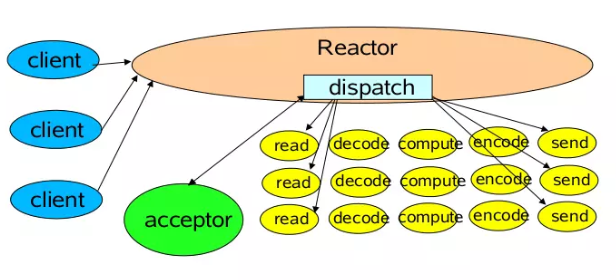 Reactor
client
dispatch
client
read decode compute encode send
read decode compute encode send
client
acceptor
read decode compute encode send